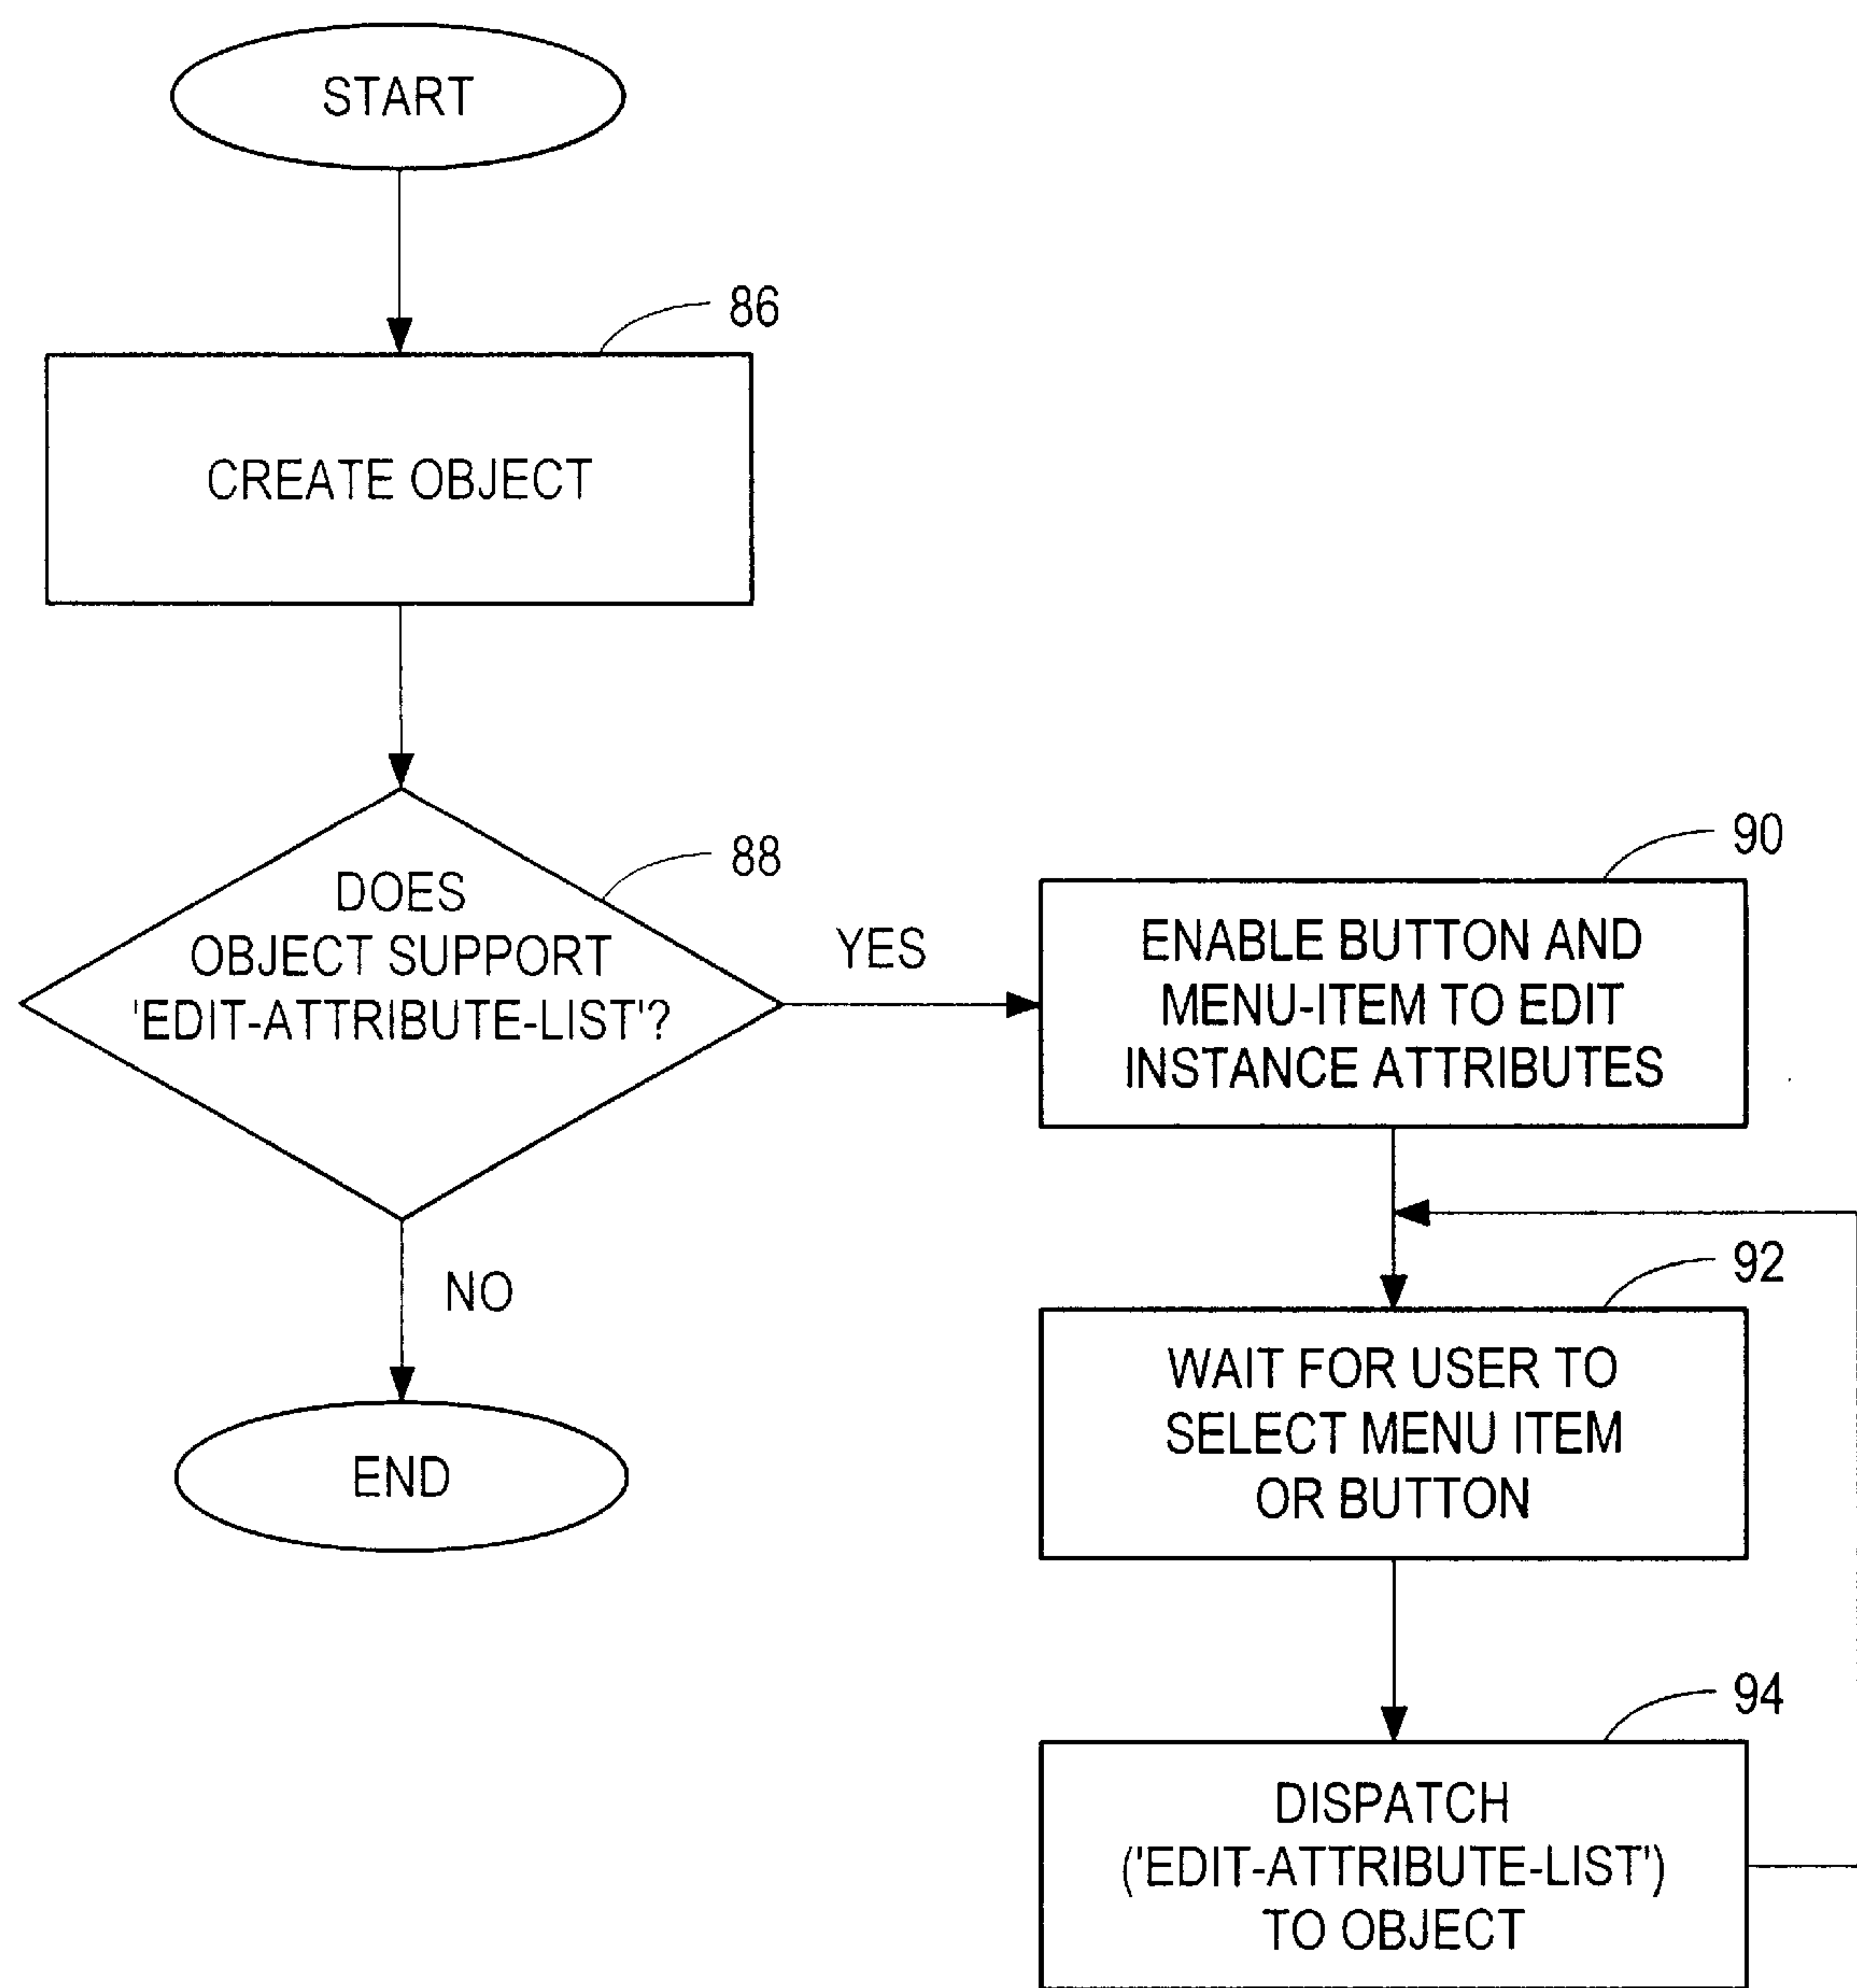 START
86
CREATE OBJECT
88
DOES
OBJECT SUPPORT
'EDIT-ATTRIBUTE-LIST'?
YES
NO
END
90
ENABLE BUTTON AND
MENU-ITEM TO EDIT
INSTANCE ATTRIBUTES
92
WAIT FOR USER TO
SELECT MENU ITEM
OR BUTTON
94
DISPATCH
('EDIT-ATTRIBUTE-LIST')
TO OBJECT